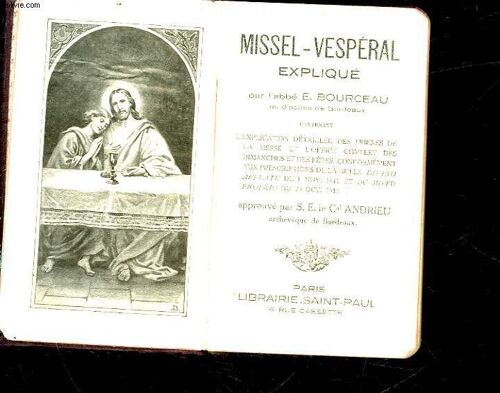 MISSEL-VESPÉRAL
EXPLIQUÉ
par l'abbé E. BOURCEAU
du diocèse de Bordeaux
CONTENANT
L'EXPLICATION DÉTAILLÉE DES
LA MESSE ET L'OFFICE COMPLET DES
DIMANCHES ET DES FÊTES, CONFORMÉMENT
AUX PRESCRIPTIONS DE LA BULLE DIVINO
AFFLATU DU 1 NOV. 1911 ET DU MOTU
PROPRIO DU 23 OCT. 1913
approuvé par S. E. le Cal ANDRIEU
archevêque de Bordeaux.
PARIS
LIBRAIRIE SAINT-PAUL
6 RUE CASSETTE